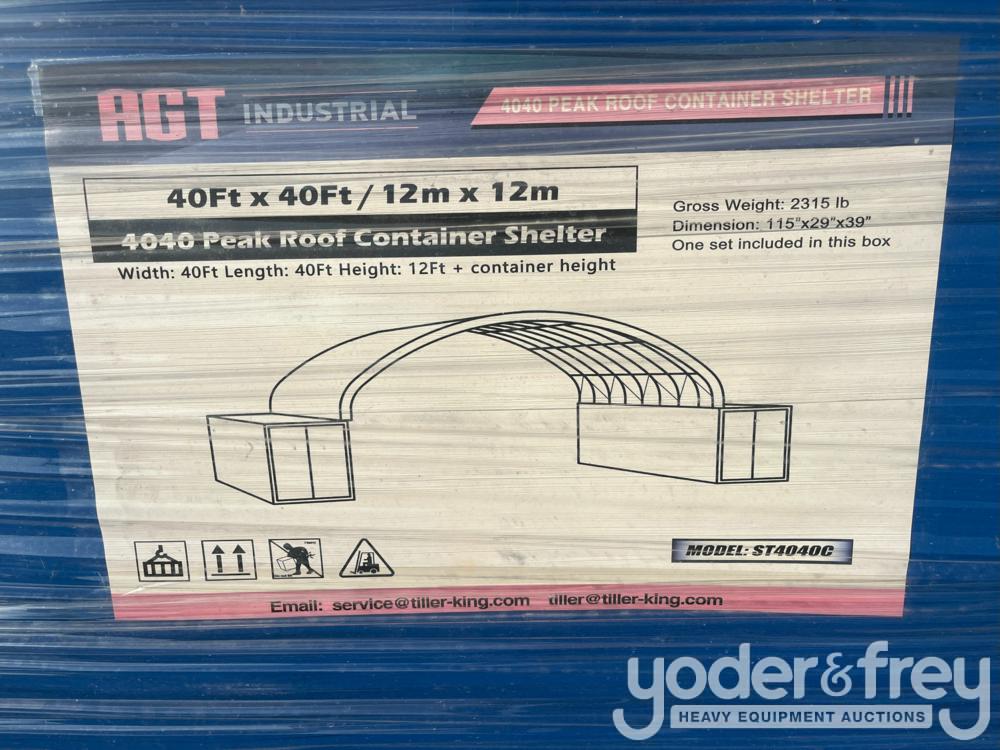 AGT INDUSTRIAL
4040 PEAK ROOF CONTAINER SHELTER
40Ft x 40Ft / 12m x 12m
4040 Peak Roof Container Shelter
Width: 40Ft Length: 40Ft Height: 12Ft + container height
Gross Weight: 2315 lb
Dimension: 115"x29"x39"
One set included in this box
MODEL: ST4040C
Email: service@tiller-king.com tiller@tiller-king.com
yoder&frey
HEAVY EQUIPMENT AUCTIONS